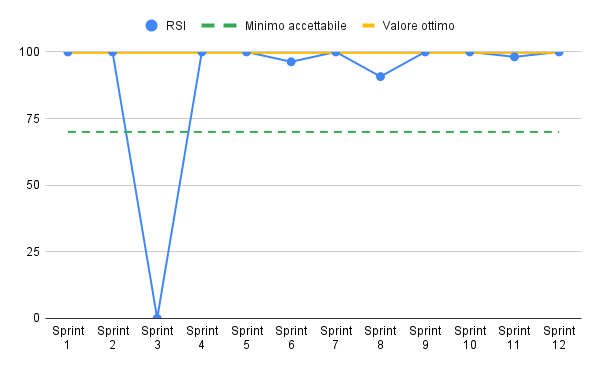 RSI Minimo accettabile Valore ottimo
100
75
50
25
0
Sprint 1
Sprint 2
Sprint 3
Sprint 4
Sprint 5
Sprint 6
Sprint 7
Sprint 8
Sprint 9
Sprint 10
Sprint 11
Sprint 12